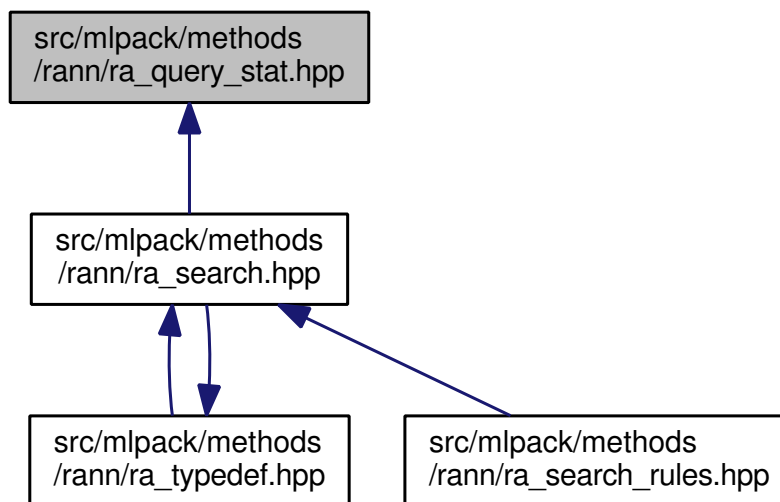 src/mlpack/methods
/rann/ra_query_stat.hpp
src/mlpack/methods
/rann/ra_search.hpp
src/mlpack/methods
/rann/ra_typedef.hpp
src/mlpack/methods
/rann/ra_search_rules.hpp